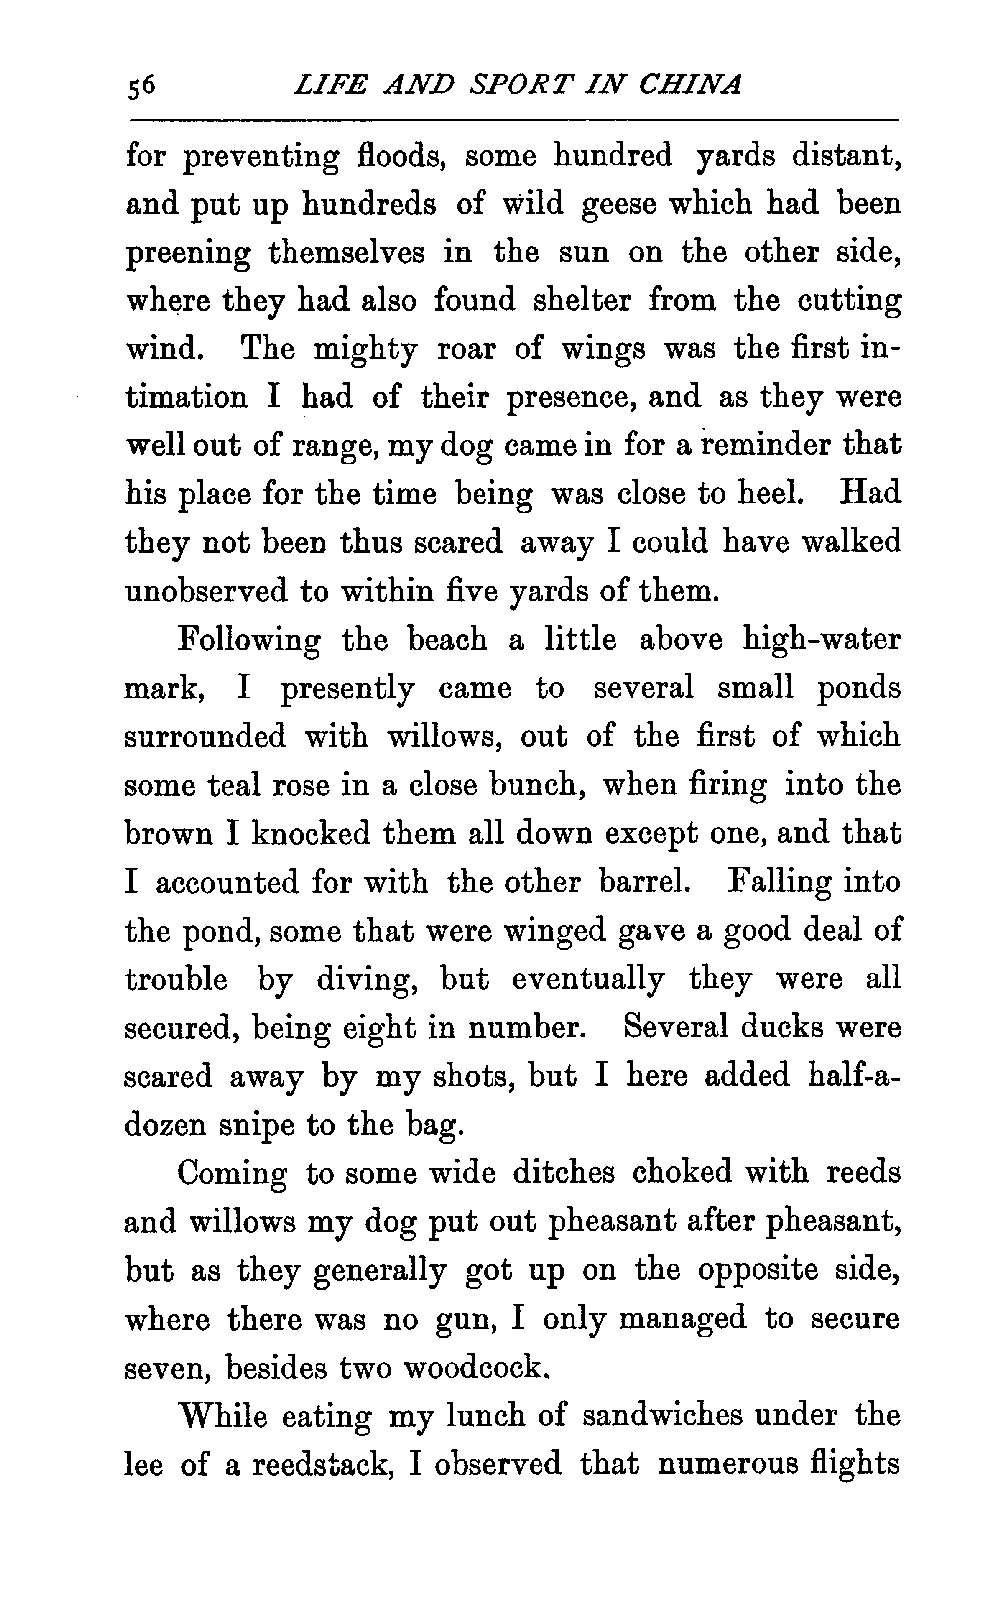 56 LIFE AND SPORT IN CHINA
for preventing floods, some hundred yards distant,
and put up hundreds of wild geese which had been
preening themselves in the sun on the other side,
where they had also found shelter from the cutting
wind. The mighty roar of wings was the first in-
timation I had of their presence, and as they were
well out of range, my dog came in for a reminder that
his place for the time being was close to heel. Had
they not been thus scared away I could have walked
unobserved to within five yards of them.
Following the beach a little above high-water
mark, I presently came to several small ponds
surrounded with willows, out of the first of which
some teal rose in a close bunch, when firing into the
brown I knocked them all down except one, and that
I accounted for with the other barrel. Falling into
the pond, some that were winged gave a good deal of
trouble by diving, but eventually they were all
secured, being eight in number. Several ducks were
scared away by my shots, but I here added half-a-
dozen snipe to the bag.
Coming to some wide ditches choked with reeds
and willows my dog put out pheasant after pheasant,
but as they generally got up on the opposite side,
where there was no gun, I only managed to secure
seven, besides two woodcock.
While eating my lunch of sandwiches under the
lee of a reedstack, I observed that numerous flights